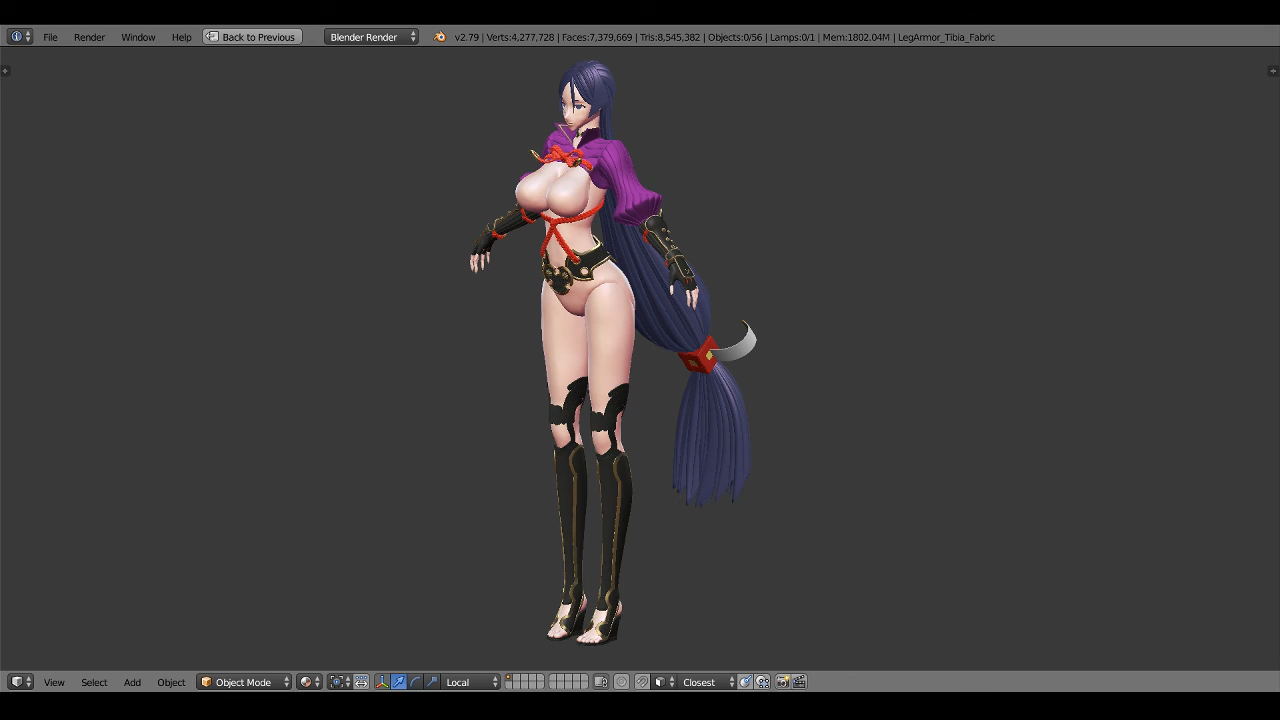 File Render Window Help Back to Previous Blender Render v2.79 | Verts:4,277,728 | Faces:7,379,669 | Tris:8,545,382 | Objects:0/56 | Lamps:0/1 | Mem:1802.04M | LegArmor_Tibia_Fabric
View Select Add Object Object Mode Local Closest